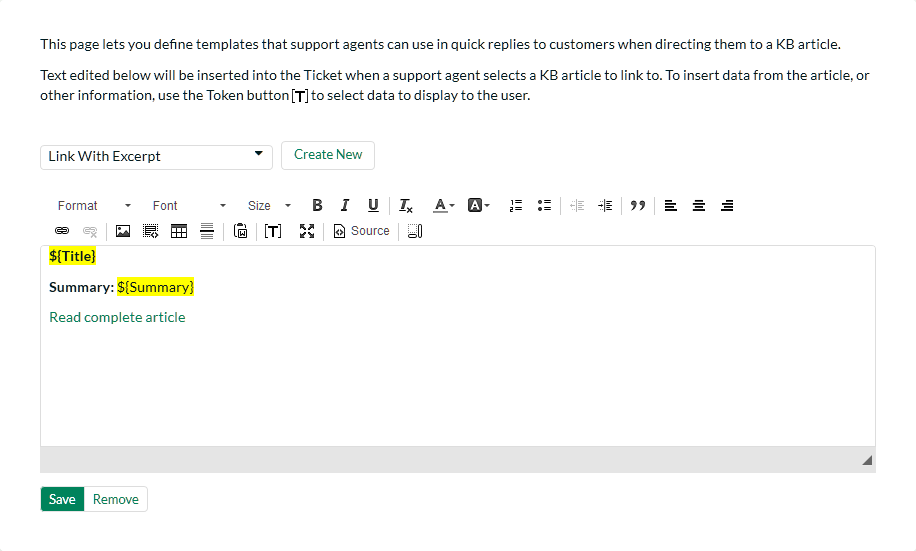 This page lets you define templates that support agents can use in quick replies to customers when directing them to a KB article.
Text edited below will be inserted into the Ticket when a support agent selects a KB article to link to. To insert data from the article, or
other information, use the Token button [T] to select data to display to the user.
Link With Excerpt Create New
Format Font Size B I U Tx A A
[T] Source
${Title}
Summary: ${Summary}
Read complete article
Save Remove